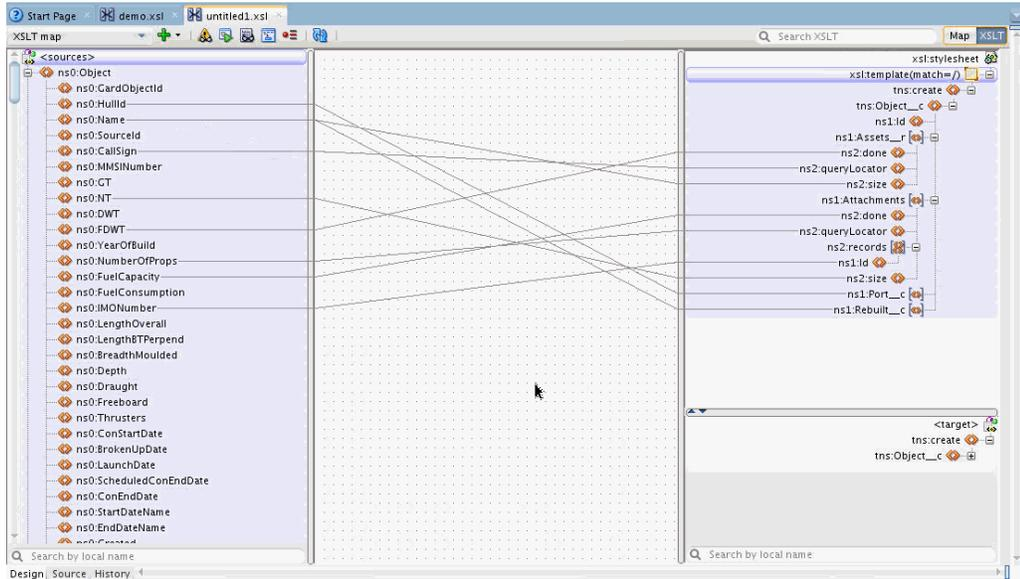 Start Page demo.xsl untitled1.xsl
XSLT map Search XSLT Map XSLT
<sources>
ns0:Object
ns0:CardObjectId
ns0:HullId
ns0:Name
ns0:SourceId
ns0:CallSign
ns0:MMSINumber
ns0:GT
ns0:NT
ns0:DWT
ns0:FDWT
ns0:YearOfBuild
ns0:NumberOfProps
ns0:FuelCapacity
ns0:FuelConsumption
ns0:IMONumber
ns0:LengthOverall
ns0:LengthBTPerpend
ns0:BreadthMoulded
ns0:Depth
ns0:Draught
ns0:Freeboard
ns0:Thrusters
ns0:ConStartDate
ns0:BrokenUpDate
ns0:LaunchDate
ns0:ScheduledConEndDate
ns0:ConEndDate
ns0:StartDateName
ns0:EndDateName
Search by local name
xsl:stylesheet
xsl:template(match=/)
tns:create
tns:Object__c
ns1:Id
ns1:Assets__r
ns2:done
ns2:queryLocator
ns2:size
ns1:Attachments
ns2:done
ns2:queryLocator
ns2:records
ns1:Id
ns2:size
ns1:Port__c
ns1:Rebuilt__c
<target>
tns:create
tns:Object__c
Search by local name
Design Source History